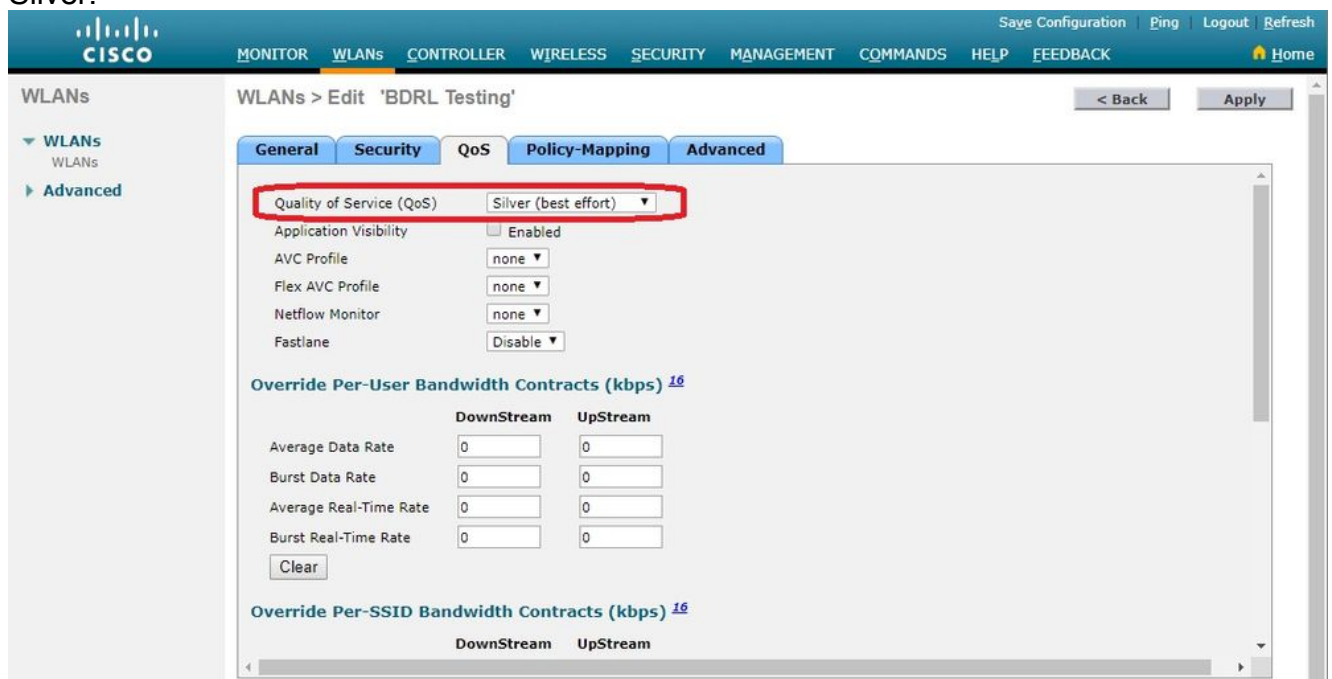 Silver.
Save Configuration Ping Logout Refresh
CISCO
MONITOR WLANs CONTROLLER WIRELESS SECURITY MANAGEMENT COMMANDS HELP FEEDBACK Home
WLANs
WLANs > Edit 'BDRL Testing'
< Back Apply
WLANs
WLANs
Advanced
General Security QoS Policy-Mapping Advanced
Quality of Service (QoS) Silver (best effort)
Application Visibility Enabled
AVC Profile none
Flex AVC Profile none
Netflow Monitor none
Fastlane Disable
Override Per-User Bandwidth Contracts (kbps) 16
DownStream UpStream
Average Data Rate 0 0
Burst Data Rate 0 0
Average Real-Time Rate 0 0
Burst Real-Time Rate 0 0
Clear
Override Per-SSID Bandwidth Contracts (kbps) 16
DownStream UpStream